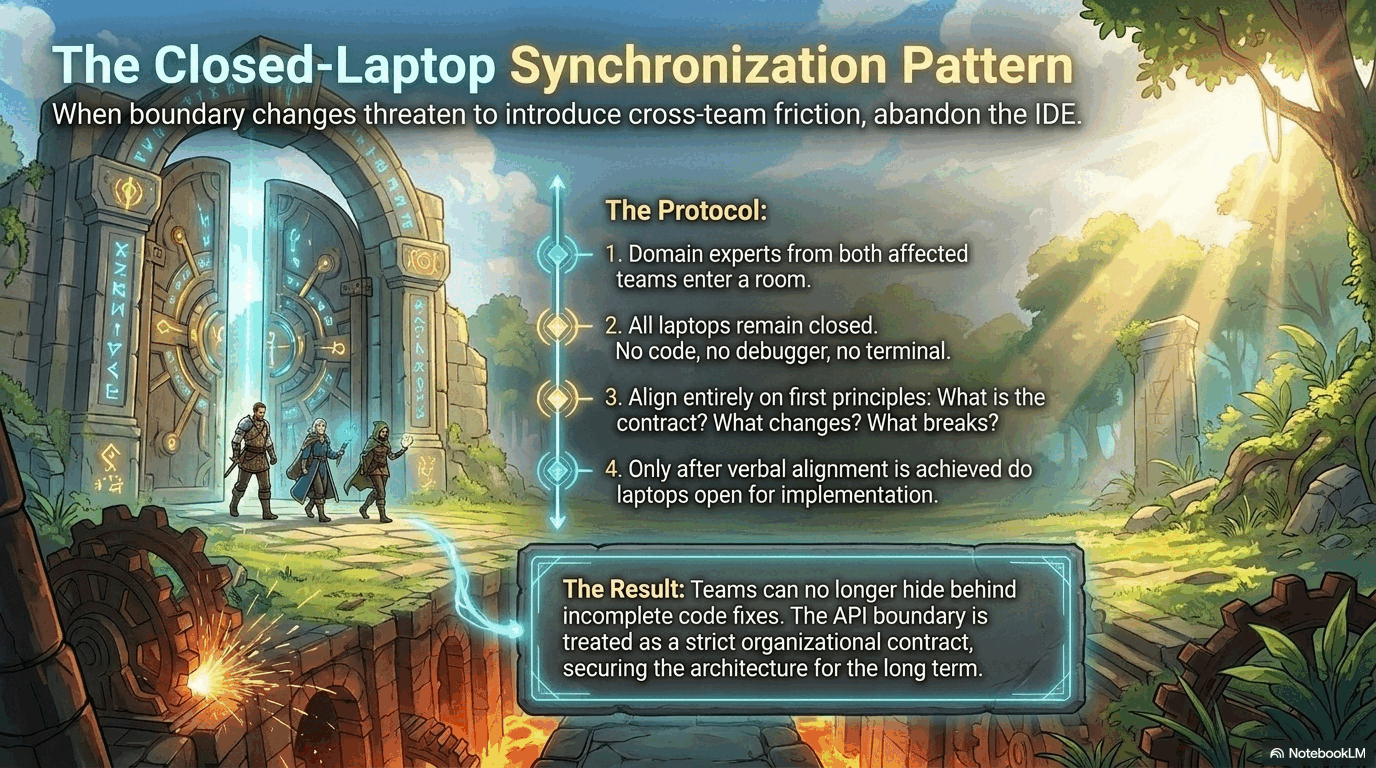 The Closed-Laptop Synchronization Pattern
When boundary changes threaten to introduce cross-team friction, abandon the IDE.
The Protocol:
1. Domain experts from both affected
teams enter a room.
2. All laptops remain closed.
No code, no debugger, no terminal.
3. Align entirely on first principles: What is the
contract? What changes? What breaks?
4. Only after verbal alignment is achieved do
laptops open for implementation.
The Result: Teams can no longer hide behind
incomplete code fixes. The API boundary is
treated as a strict organizational contract,
securing the architecture for the long term.
NotebookLM